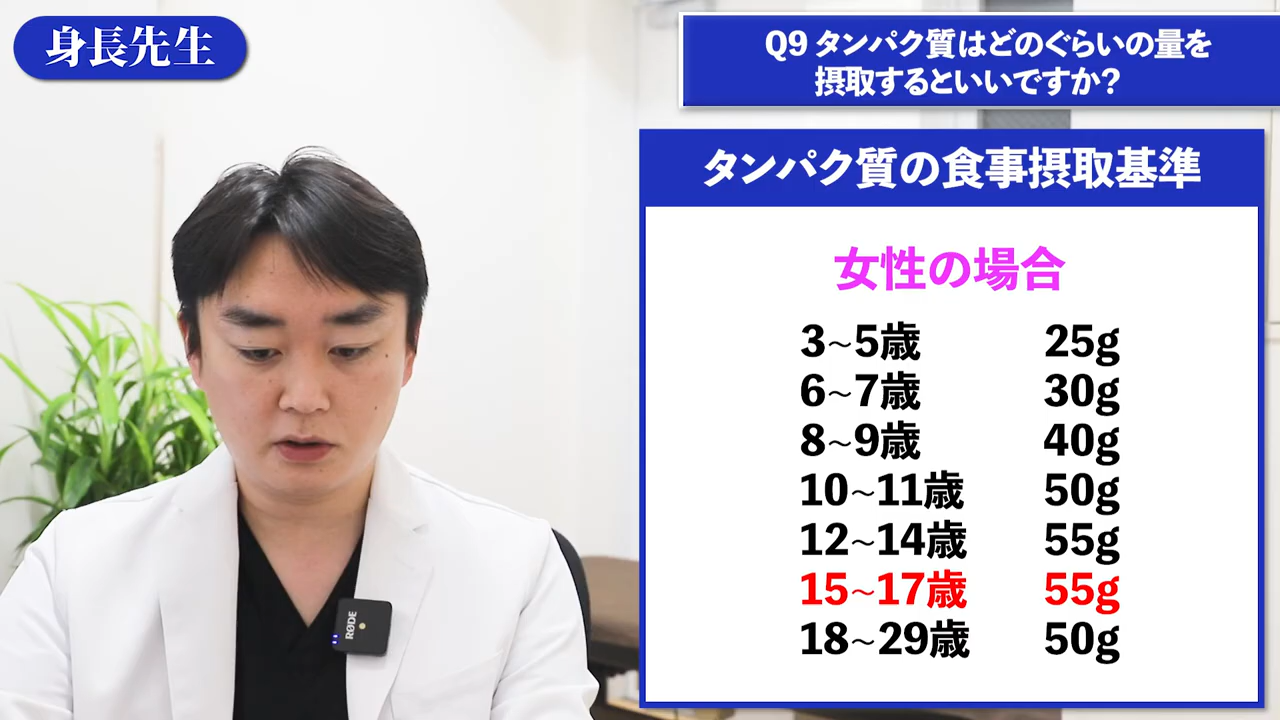 身長先生
Q9 タンパク質はどのぐらいの量を
摂取するといいですか?
タンパク質の食事摂取基準
女性の場合
3~5歳 25g
6~7歳 30g
8~9歳 40g
10~11歳 50g
12~14歳 55g
15~17歳 55g
18~29歳 50g
RØDE